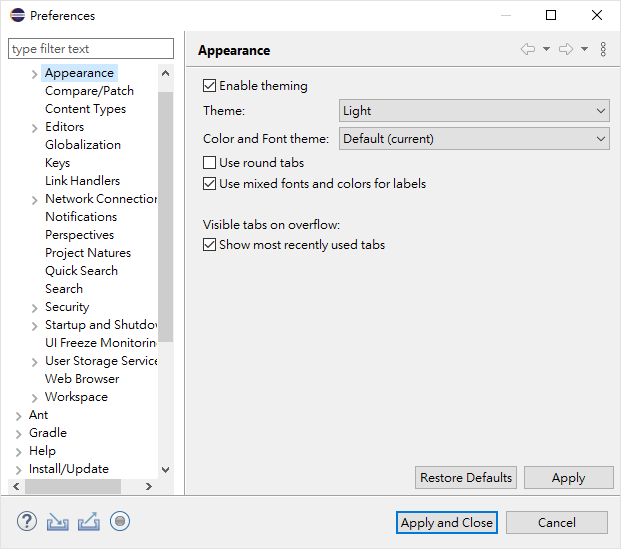 Preferences
type filter text
Appearance
Compare/Patch
Content Types
Editors
Globalization
Keys
Link Handlers
Network Connection
Notifications
Perspectives
Project Natures
Quick Search
Search
Security
Startup and Shutdov
UI Freeze Monitorin
User Storage Service
Web Browser
Workspace
Ant
Gradle
Help
Install/Update
Appearance
Enable theming
Theme: Light
Color and Font theme: Default (current)
Use round tabs
Use mixed fonts and colors for labels
Visible tabs on overflow:
Show most recently used tabs
Restore Defaults Apply
Apply and Close Cancel